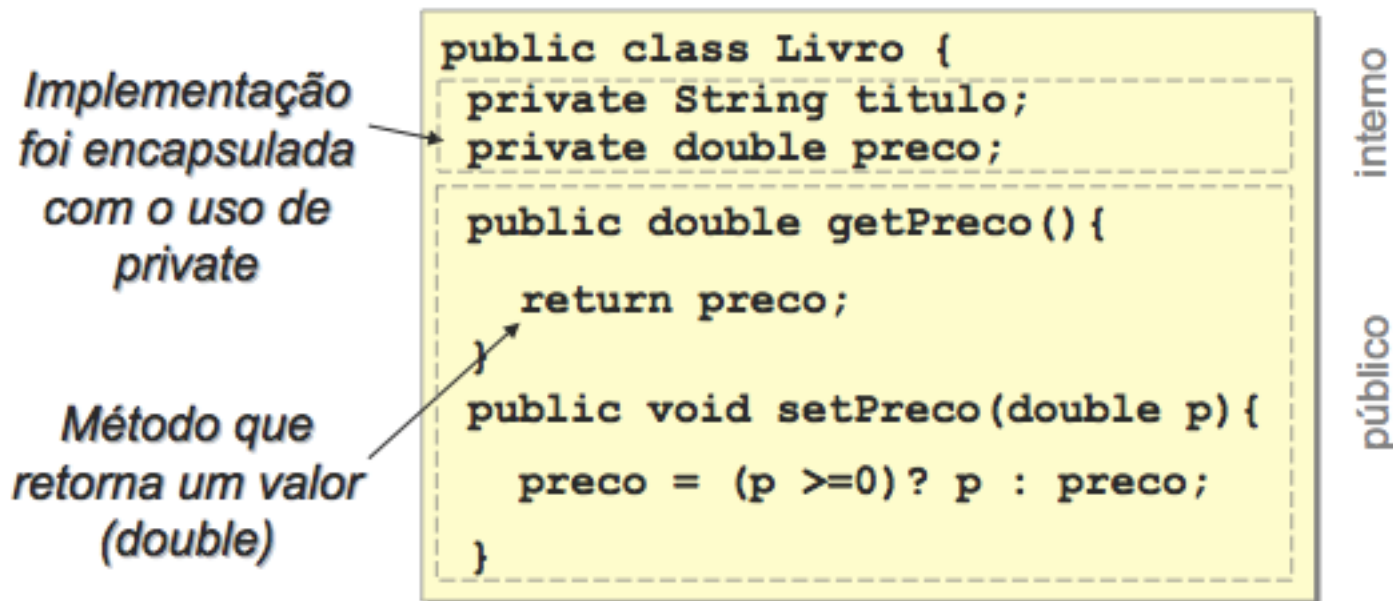 Implementação
foi encapsulada
com o uso de
private
Método que
retorna um valor
(double)
public class Livro {
private String titulo;
private double preco;
public double getPreco(){
return preco;
}
public void setPreco(double p){
preco = (p >=0)? p : preco;
}
interno
público